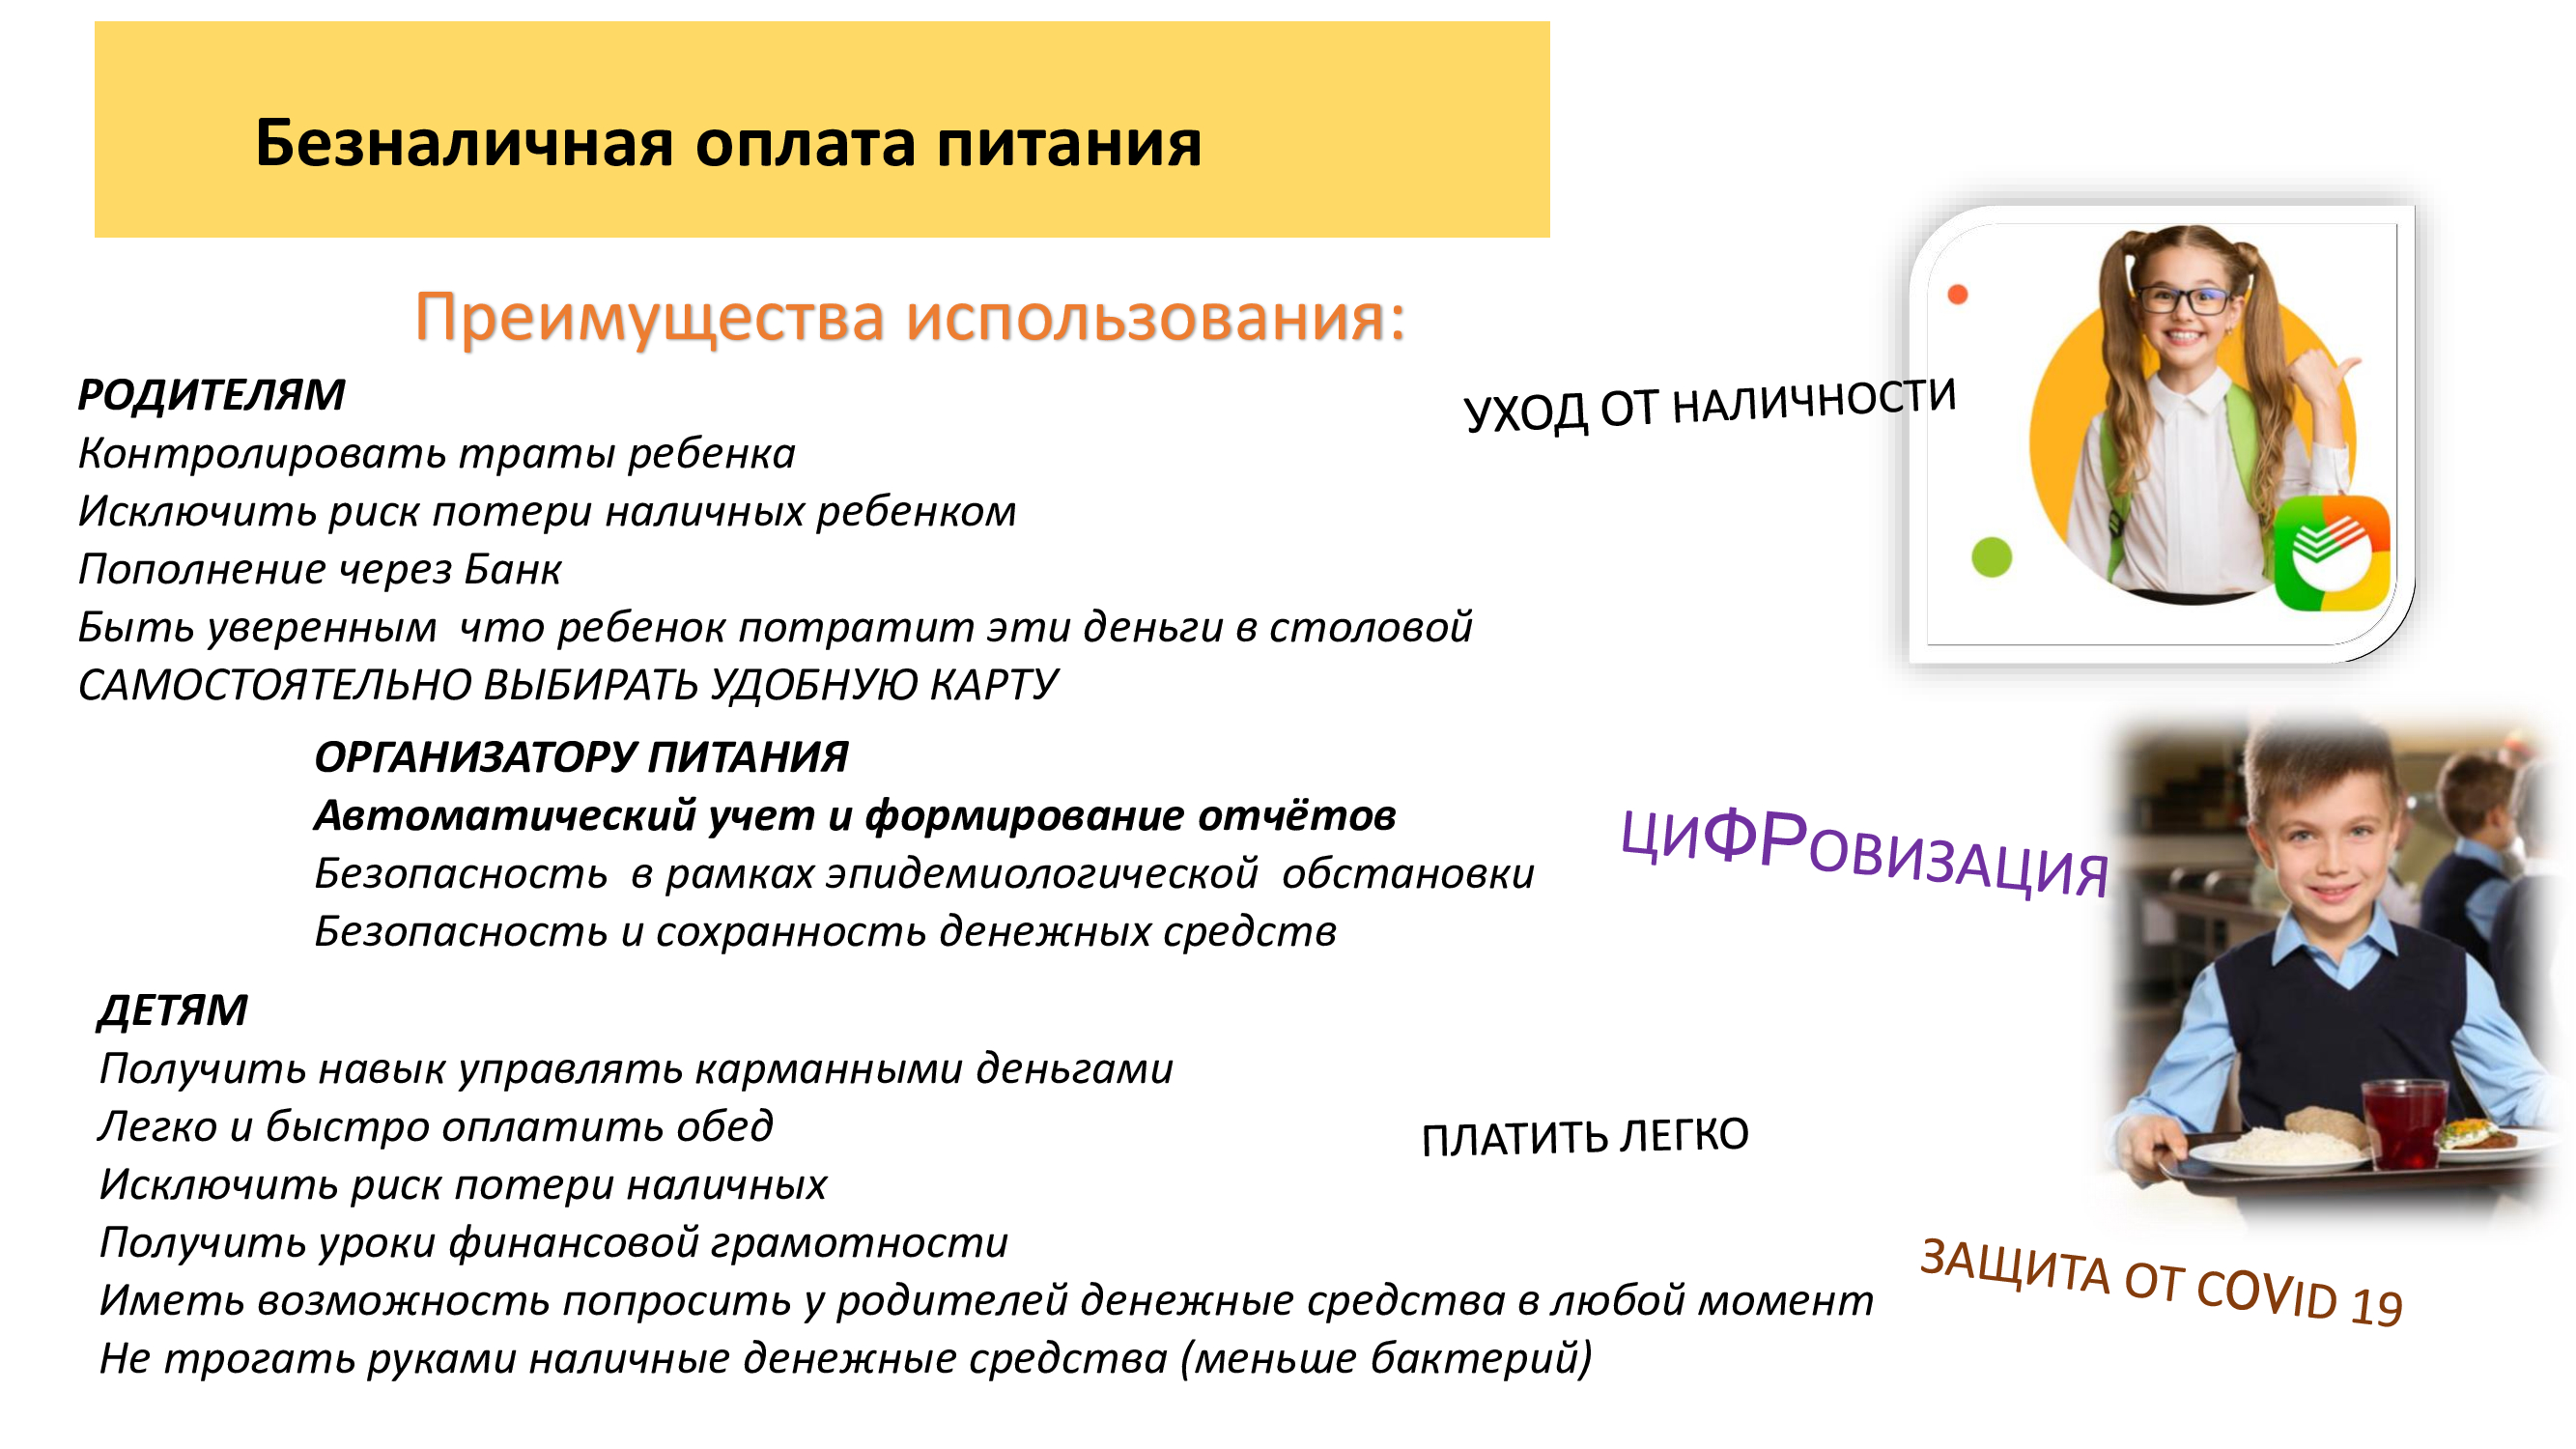 Безналичная оплата питания
Преимущества использования:
РОДИТЕЛЯМ
Контролировать траты ребенка
Исключить риск потери наличных ребенком
Пополнение через Банк
Быть уверенным что ребенок потратит эти деньги в столовой
САМОСТОЯТЕЛЬНО ВЫБИРАТЬ УДОБНУЮ КАРТУ
УХОД ОТ НАЛИЧНОСТИ
ОРГАНИЗАТОРУ ПИТАНИЯ
Автоматический учет и формирование отчётов
Безопасность в рамках эпидемиологической обстановки
Безопасность и сохранность денежных средств
ЦИФРОВИЗАЦИЯ
ДЕТЯМ
Получить навык управлять карманными деньгами
Легко и быстро оплатить обед
Исключить риск потери наличных
Получить уроки финансовой грамотности
Иметь возможность попросить у родителей денежные средства в любой момент
Не трогать руками наличные денежные средства (меньше бактерий)
ПЛАТИТЬ ЛЕГКО
ЗАЩИТА ОТ COVID 19